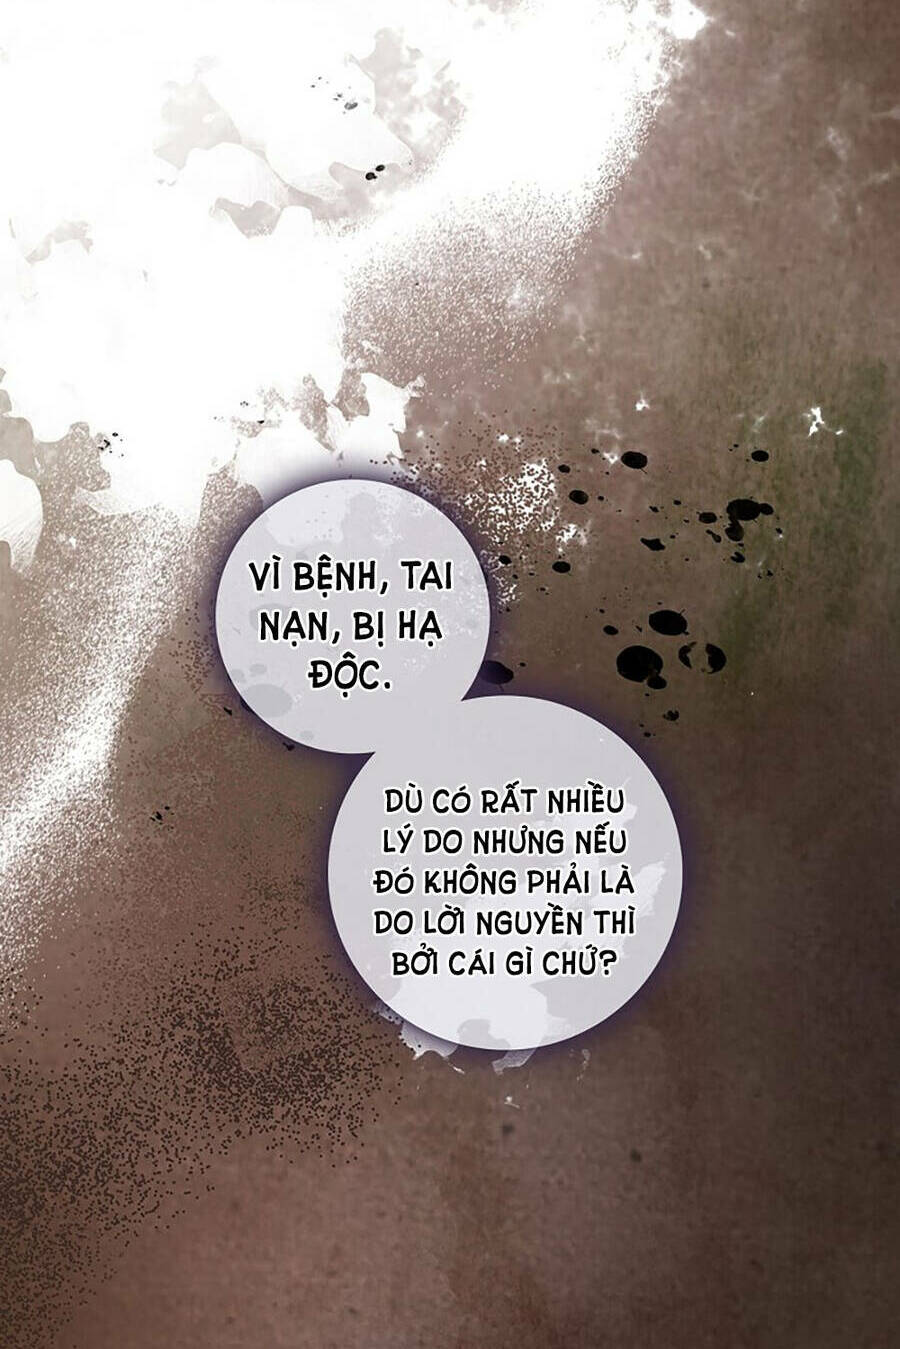 VÌ BỆNH, TAI
NẠN, BỊ HẠ
ĐỘC.
DÙ CÓ RẤT NHIỀU
LÝ DO NHƯNG NẾU
ĐÓ KHÔNG PHẢI LÀ
DO LỜI NGUYỀN THÌ
BỞI CÁI GÌ CHỨ?